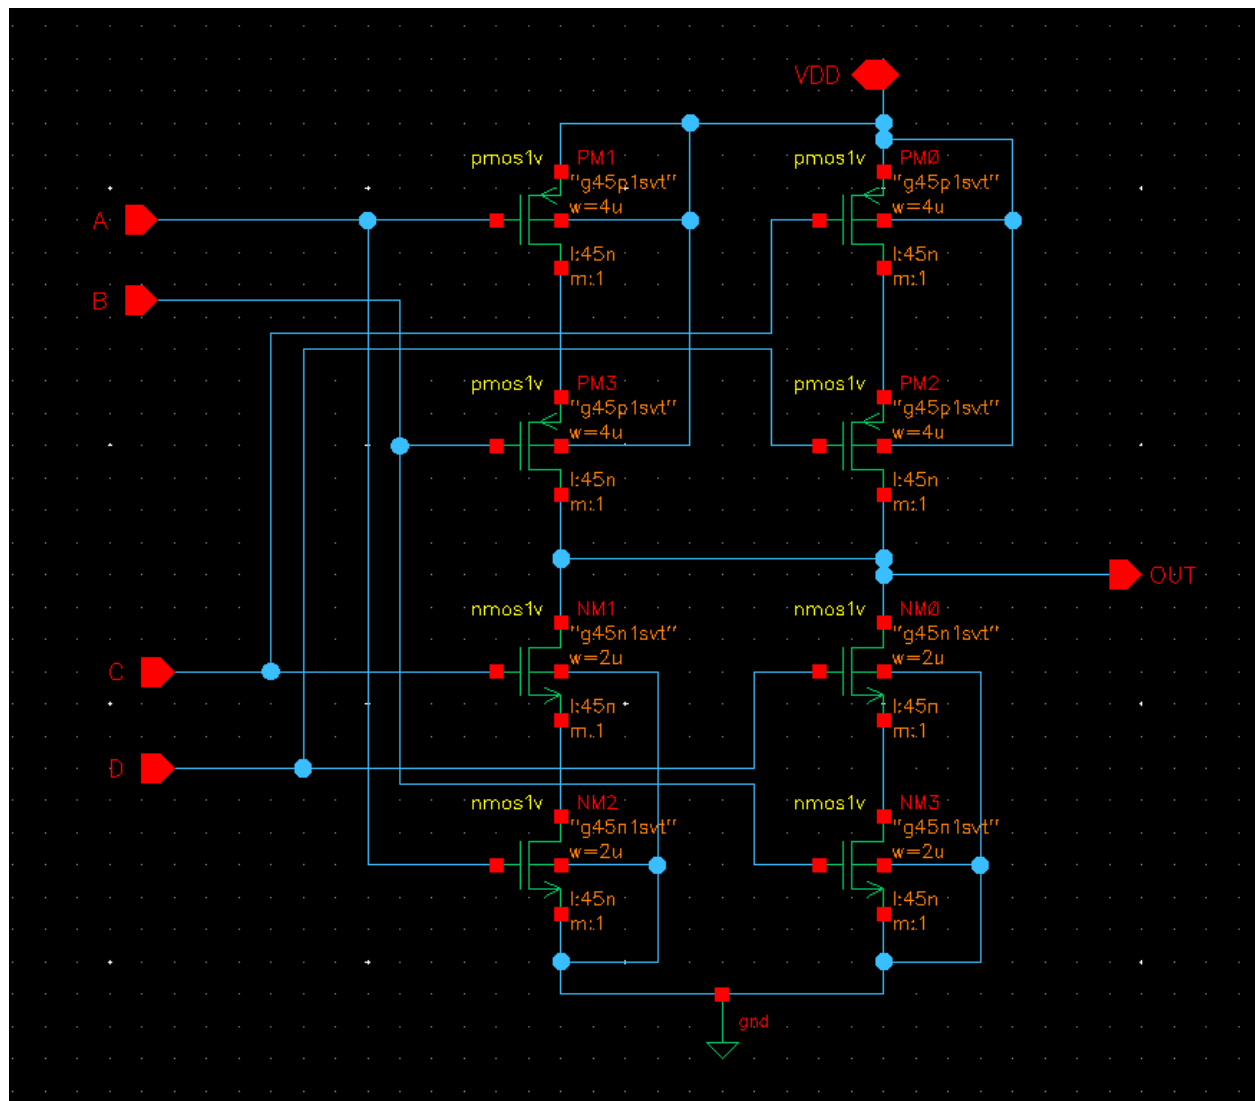 VDD
pmos1v PM1
"g45p1svt"
w=4u
l:45n
m:1
pmos1v PM0
"g45p1svt"
w=4u
l:45n
m:1
A
B
pmos1v PM3
"g45p1svt"
w=4u
l:45n
m:1
pmos1v PM2
"g45p1svt"
w=4u
l:45n
m:1
OUT
nmos1v NM1
"g45n1svt"
w=2u
l:45n
m:1
nmos1v NM0
"g45n1svt"
w=2u
l:45n
m:1
C
D
nmos1v NM2
"g45n1svt"
w=2u
l:45n
m:1
nmos1v NM3
"g45n1svt"
w=2u
l:45n
m:1
gnd